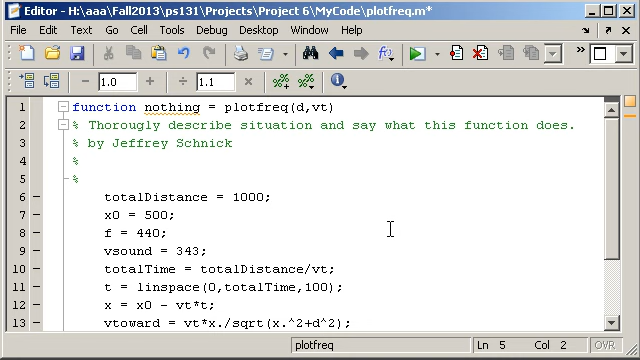 Editor - H:\aaa\Fall2013\ps131\Projects\Project 6\MyCode\plotfreq.m*
File Edit Text Go Cell Tools Debug Desktop Window Help
1.0 1.1
1 function nothing = plotfreq(d,vt)
2 % Thorougly describe situation and say what this function does.
3 % by Jeffrey Schnick
4 %
5 %
6 totalDistance = 1000;
7 x0 = 500;
8 f = 440;
9 vsound = 343;
10 totalTime = totalDistance/vt;
11 t = linspace(0,totalTime,100);
12 x = x0 - vt*t;
13 vtoward = vt*x./sqrt(x.^2+d^2);
plotfreq Ln 5 Col 2 OVR